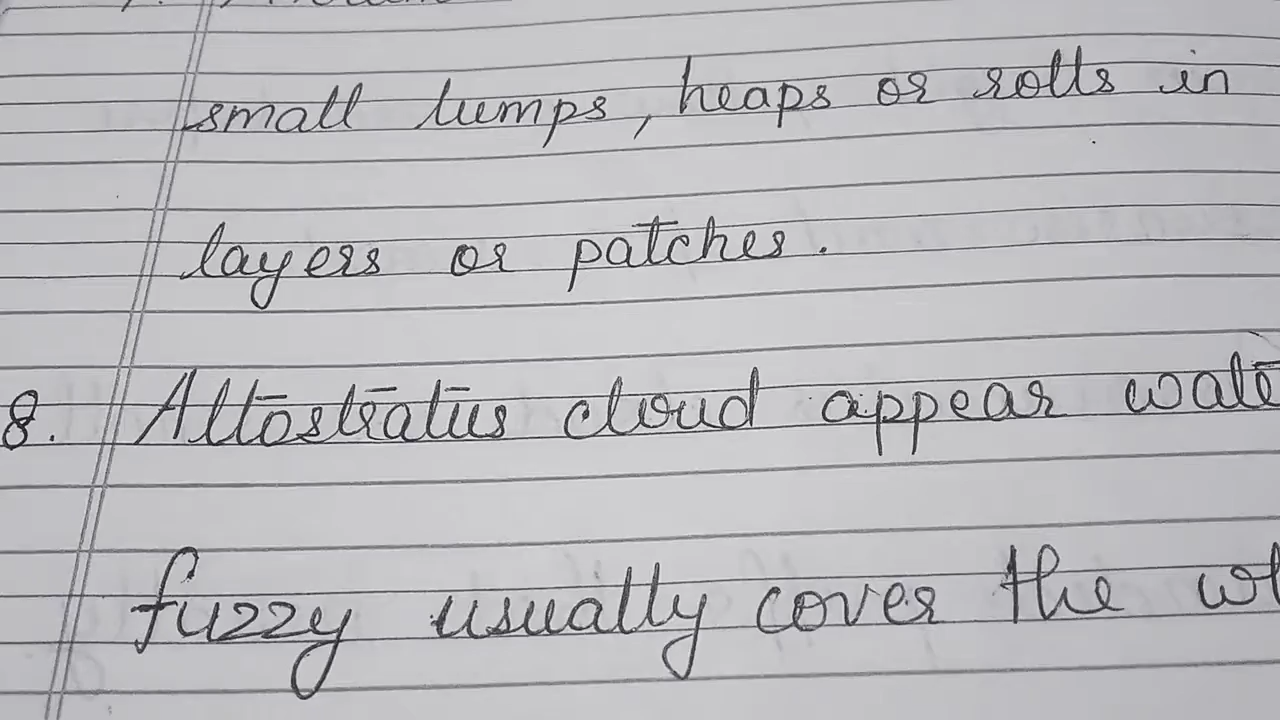 small lumps, heaps or rolls in
layers or patches.
8. Altostratus cloud appear
fuzzy usually cover the